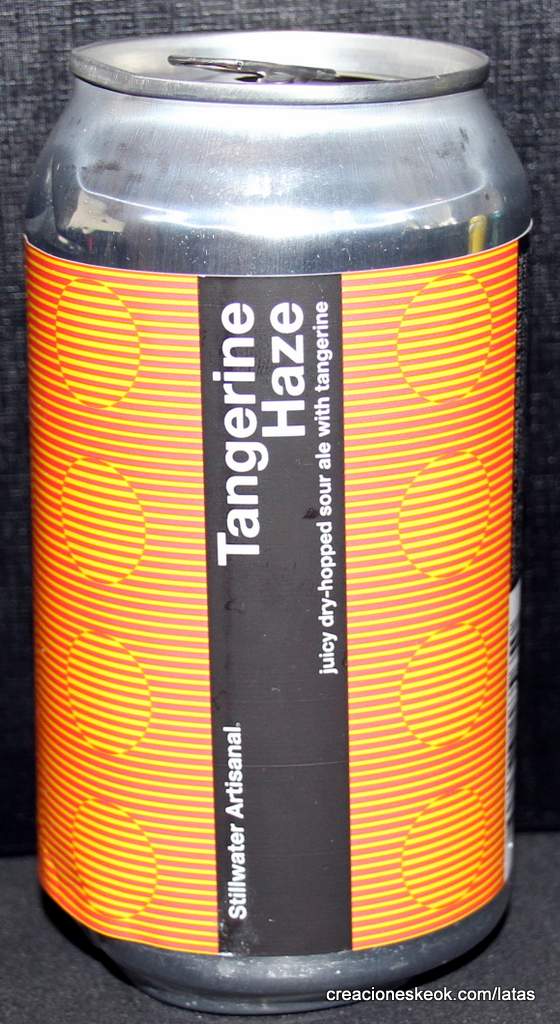 Tangerine
Haze
juicy dry-hopped sour ale with tangerine
Stillwater Artisanal.
creacioneskeok.com/latas